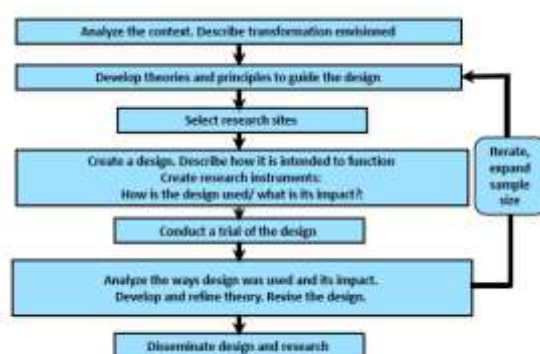 Analyze the context. Describe transformation envisioned
Develop theories and principles to guide the design
Select research sites
Create a design. Describe how it is intended to function
Create research instruments:
How is the design used/ what is its impact?:
Conduct a trial of the design
Analyze the ways design was used and its impact.
Develop and refine theory. Revise the design.
Disseminate design and research
Iterate,
expand
sample
size